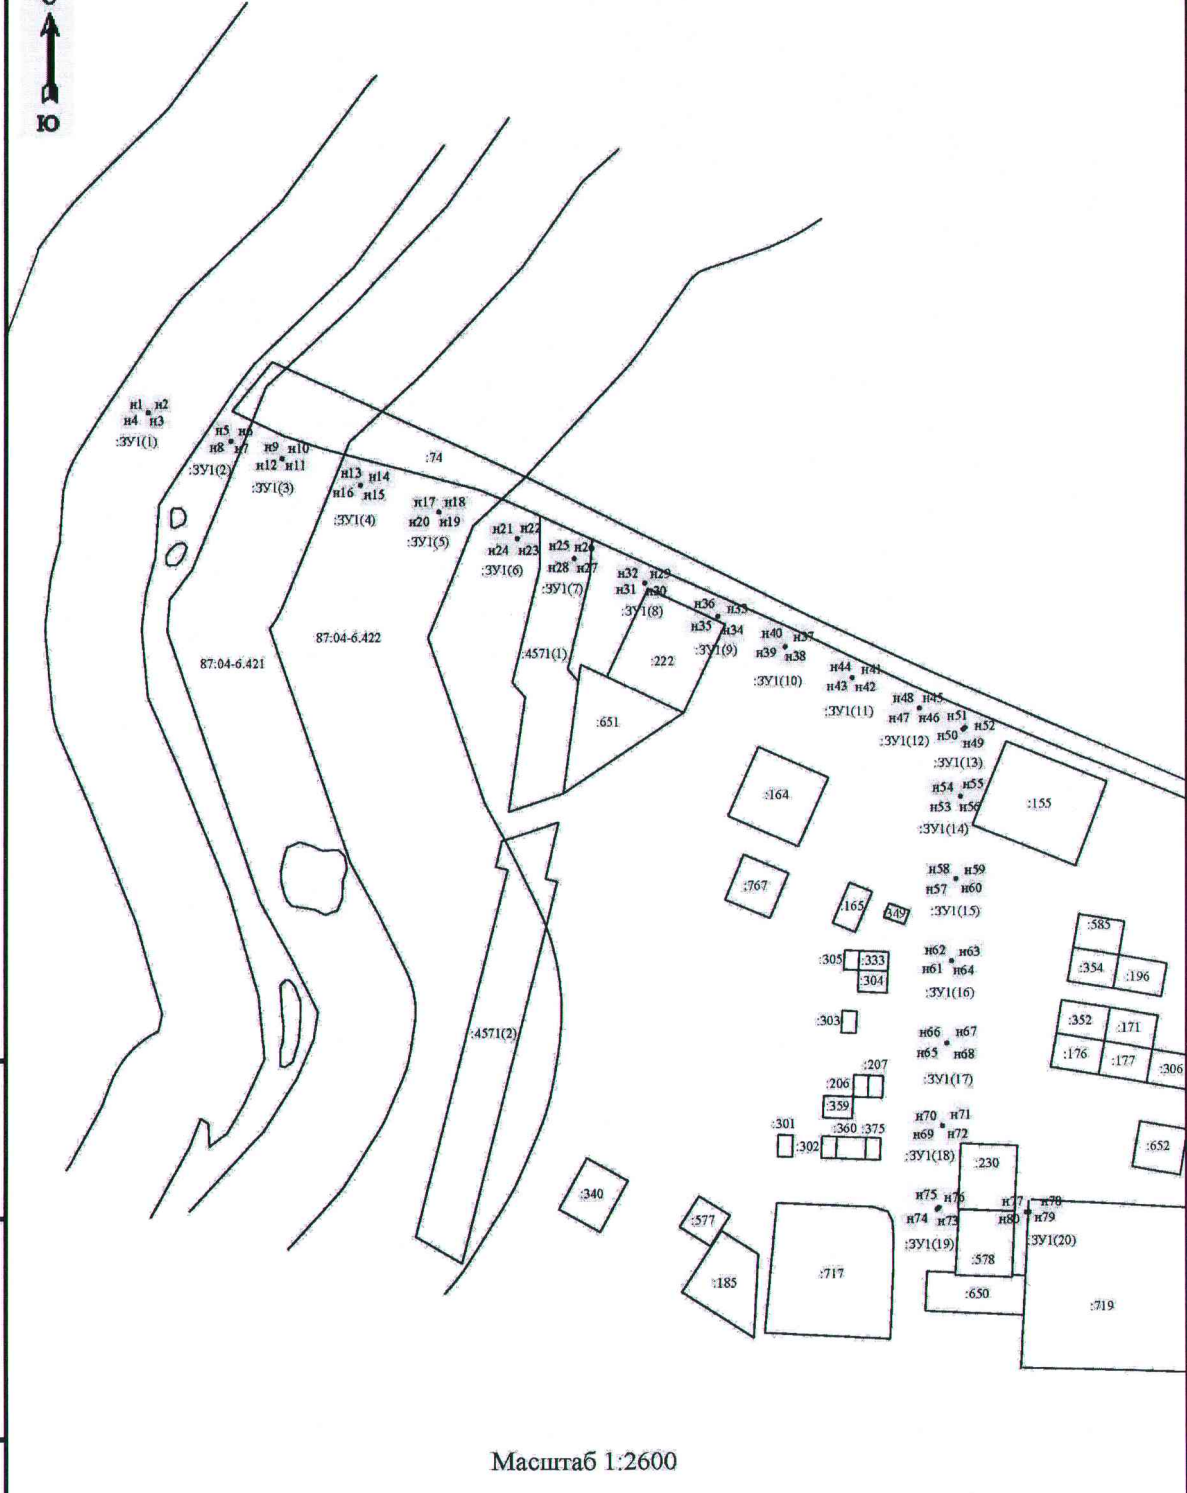 Ю
н1 н2
н4 н3
:ЗУ1(1)
н5 н6
н8 н7
:ЗУ1(2)
н9 н10
н12 н11
:ЗУ1(3)
:74
н13 н14
н16 н15
:ЗУ1(4)
н17 н18
н20 н19
:ЗУ1(5)
н21 н22
н24 н23
:ЗУ1(6)
н25
н28 н27
:ЗУ1(7)
н32 н29
н31 н30
:ЗУ1(8)
н36 н33
н35 н34
:ЗУ1(9)
н40 н37
н39 н38
:ЗУ1(10)
н44 н41
н43 н42
:ЗУ1(11)
н48 н45
н47 н46
:ЗУ1(12)
н51 н52
н50 н49
:ЗУ1(13)
87:04-6.421
87:04-6.422
:4571(1)
:222
:651
:164
н54 н55
н53 н56
:ЗУ1(14)
:155
:767
:165
:349
н58 н59
н57 н60
:ЗУ1(15)
:585
:354
:196
:305
:333
:304
н62 н63
н61 н64
:ЗУ1(16)
:303
:4571(2)
:352
:171
:176
:177
:306
н66 н67
н65 н68
:ЗУ1(17)
:207
:206
:359
:301
:302
:360
:375
н70 н71
н69 н72
:ЗУ1(18)
:652
:230
:340
:577
н75 н76
н74 н73
:ЗУ1(19)
н77 н78
н80 н79
:ЗУ1(20)
:578
:185
:717
:650
:719
Масштаб 1:2600